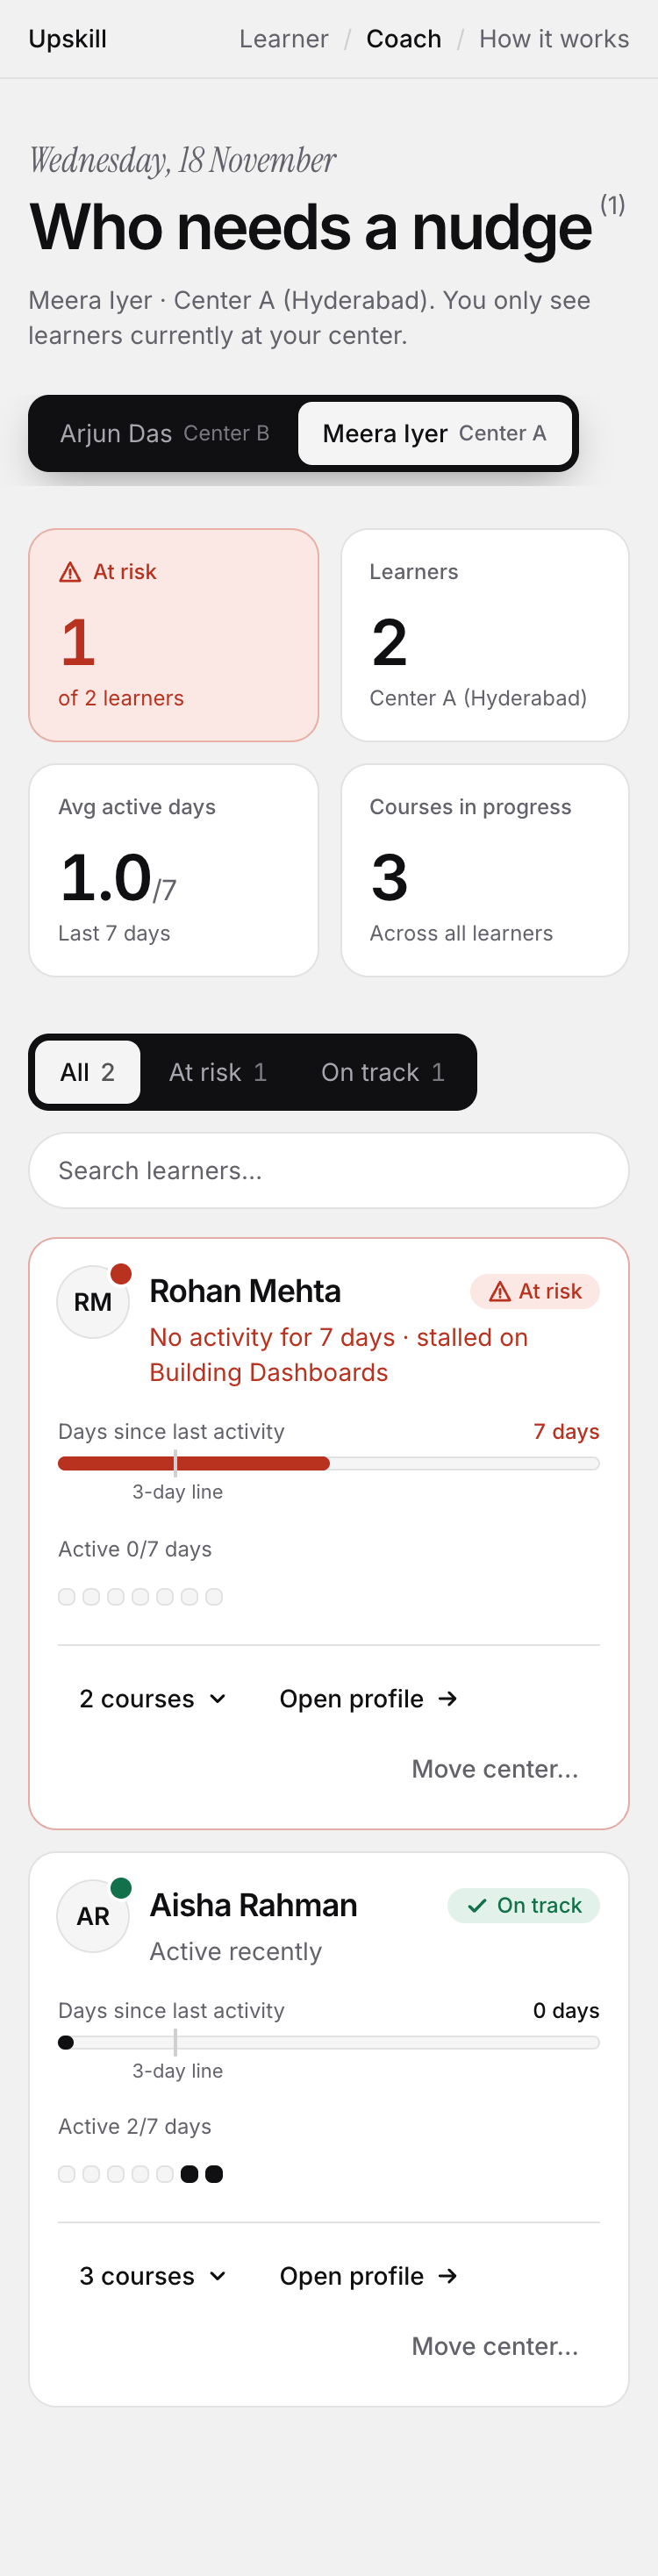 Upskill
Learner / Coach / How it works
Wednesday, 18 November
Who needs a nudge (1)
Meera Iyer · Center A (Hyderabad). You only see
learners currently at your center.
Arjun Das Center B Meera Iyer Center A
At risk
1
of 2 learners
Learners
2
Center A (Hyderabad)
Avg active days
1.0/7
Last 7 days
Courses in progress
3
Across all learners
All 2 At risk 1 On track 1
Search learners...
RM
Rohan Mehta
At risk
No activity for 7 days · stalled on
Building Dashboards
Days since last activity 7 days
3-day line
Active 0/7 days
2 courses Open profile →
Move center...
AR
Aisha Rahman
On track
Active recently
Days since last activity 0 days
3-day line
Active 2/7 days
3 courses Open profile →
Move center...